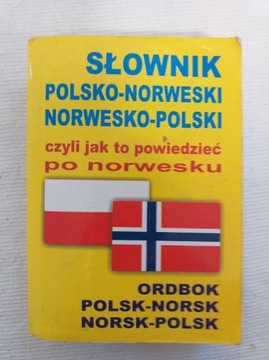 SŁOWNIK
POLSKO-NORWESKI
NORWESKO-POLSKI
czyli jak to powiedzieć
po norwesku
ORDBOK
POLSK-NORSK
NORSK-POLSK